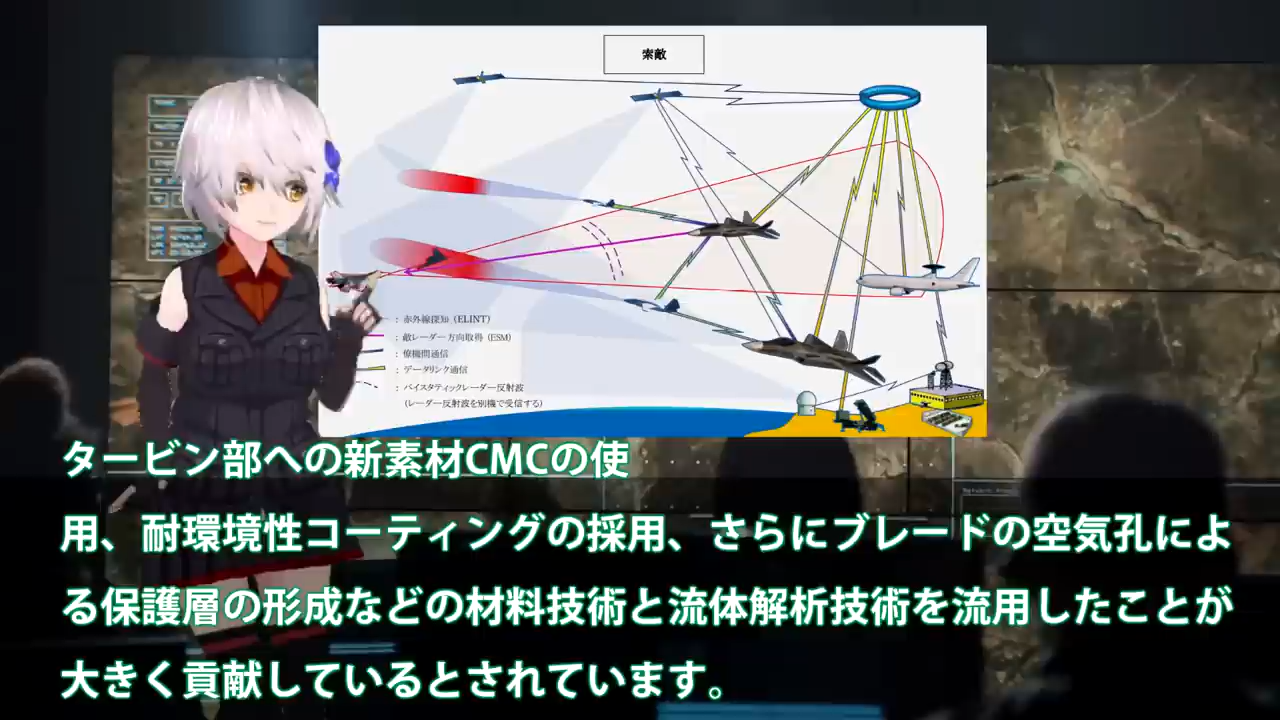 索敵
：赤外線探知（ELINT）
：敵レーダー方向取得（ESM）
：僚機間通信
：データリンク通信
：バイスタティックレーダー反射波
（レーダー反射波を別機で受信する）
タービン部への新素材CMCの使
用、耐環境性コーティングの採用、さらにブレードの空気孔によ
る保護層の形成などの材料技術と流体解析技術を流用したことが
大きく貢献しているとされています。